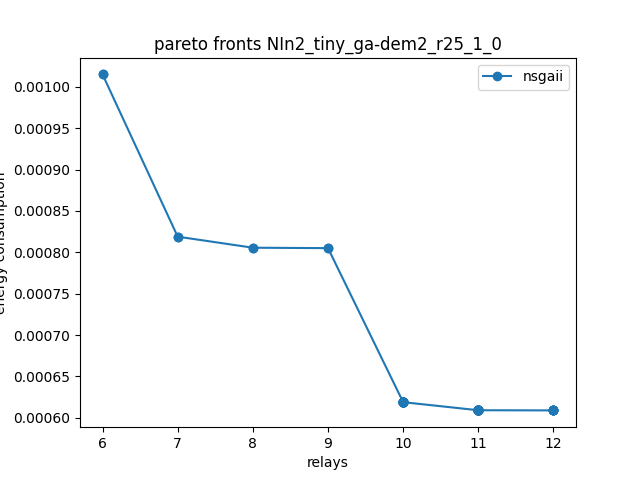 pareto fronts NIn2_tiny_ga-dem2_r25_1_0
nsgaii
0.00100
0.00095
0.00090
0.00085
0.00080
0.00075
0.00070
0.00065
0.00060
energy consumption
6 7 8 9 10 11 12
relays